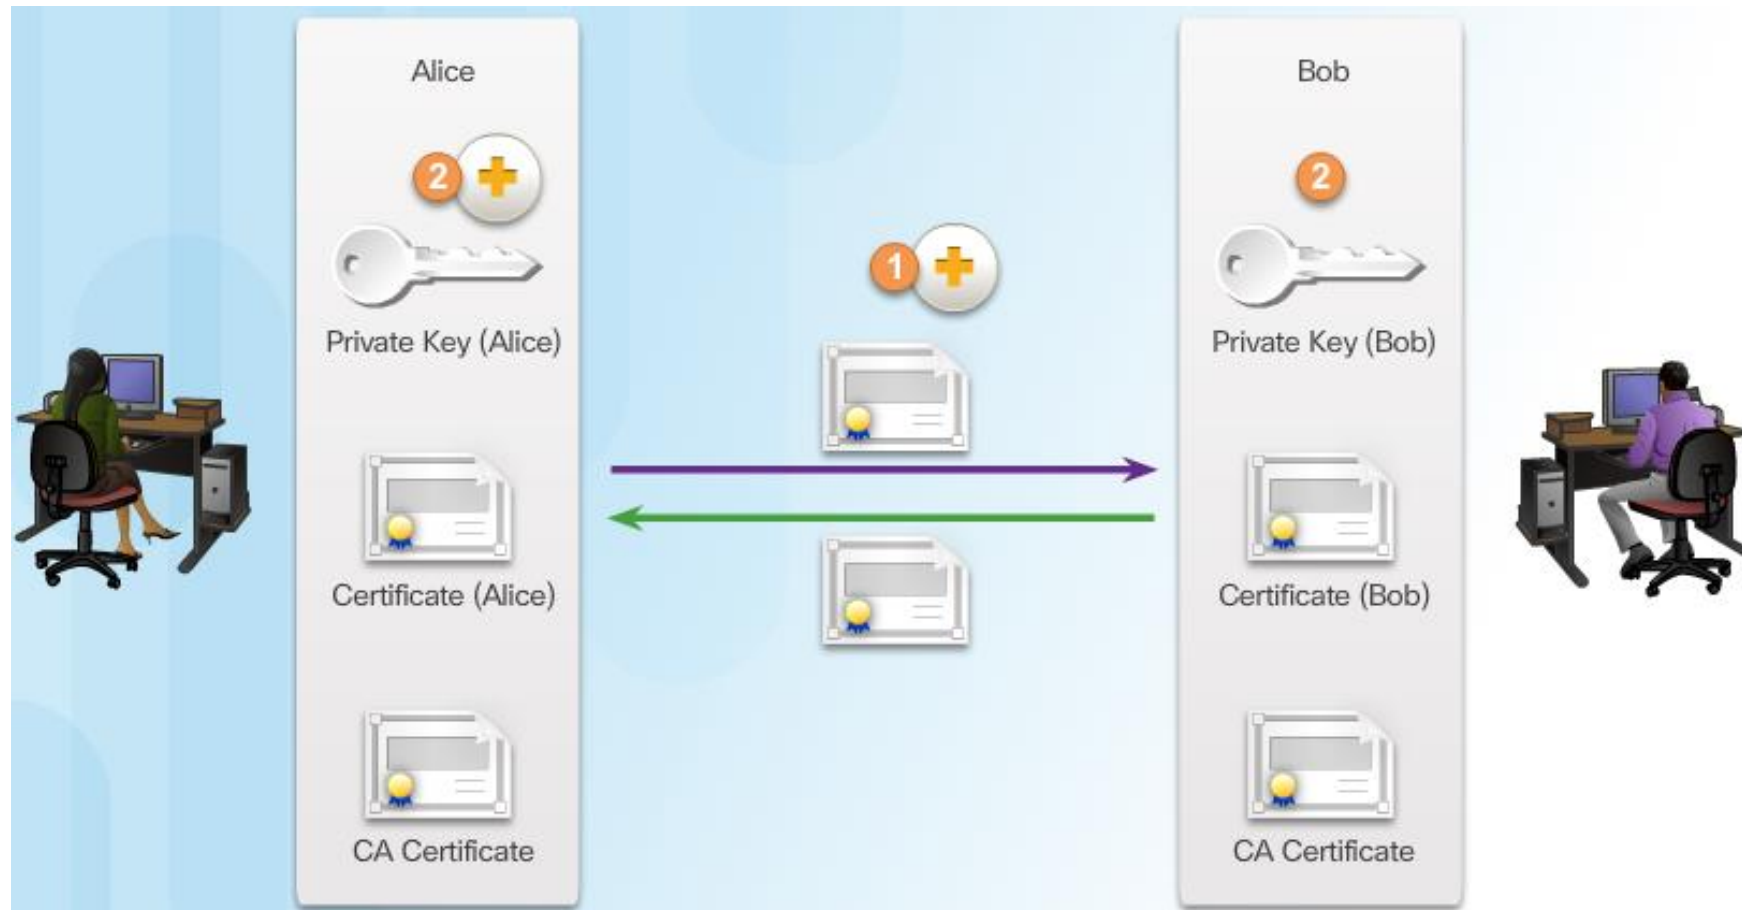 Alice
2
Private Key (Alice)
Certificate (Alice)
CA Certificate
1
Bob
2
Private Key (Bob)
Certificate (Bob)
CA Certificate